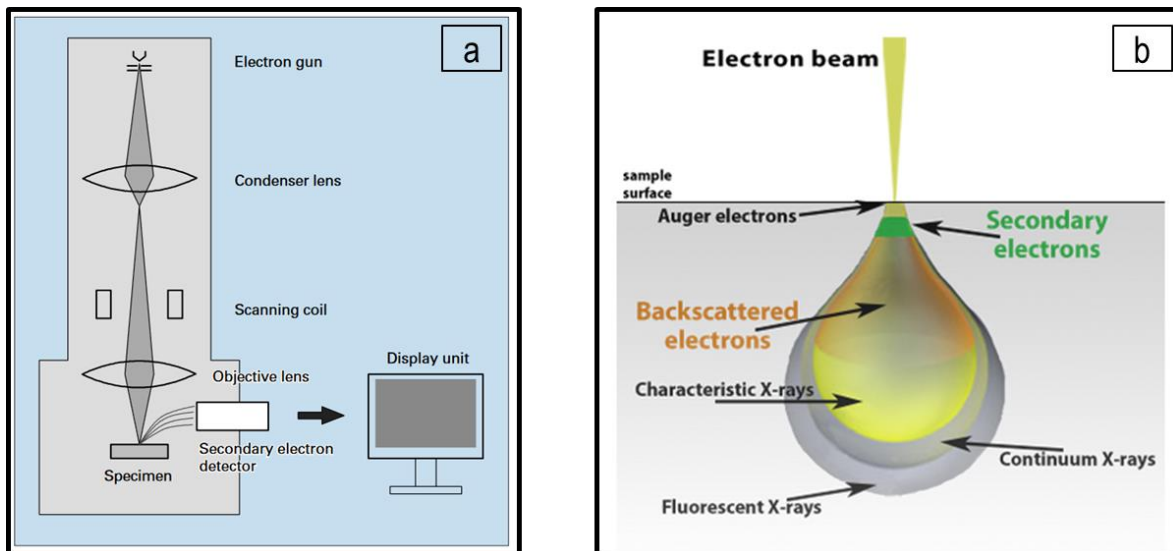 a
Electron gun
Condenser lens
Scanning coil
Display unit
Objective lens
Secondary electron
detector
Specimen
b
Electron beam
sample
surface
Auger electrons
Secondary
electrons
Backscattered
electrons
Characteristic X-rays
Continuum X-rays
Fluorescent X-rays